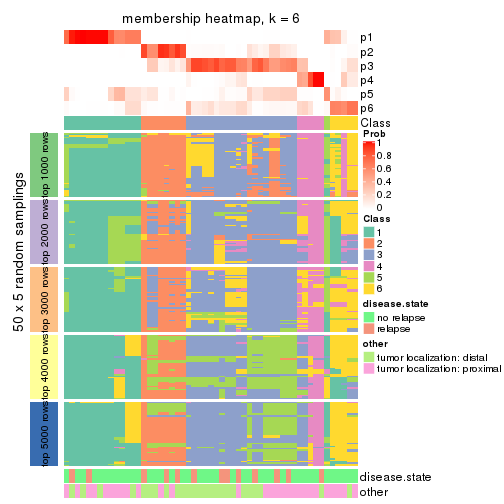 membership heatmap, k = 6
p1
p2
p3
p4
p5
p6
Class
50 x 5 random samplings
top 1000 rows
top 2000 rows
top 3000 rows
top 4000 rows
top 5000 rows
Prob
1
0.8
0.6
0.4
0.2
0
Class
1
2
3
4
5
6
disease.state
no relapse
relapse
other
tumor localization: distal
tumor localization: proximal
disease.state
other